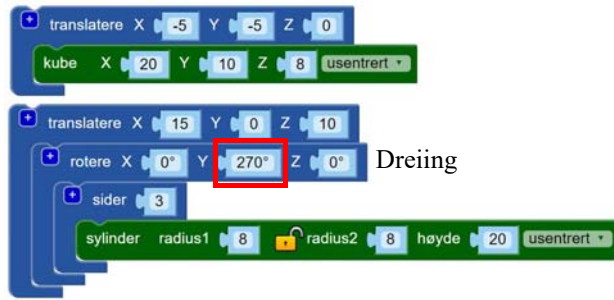 translatere X -5 Y -5 Z 0
kube X 20 Y 10 Z 8 usentrert
translatere X 15 Y 0 Z 10
rotere X 0° Y 270° Z 0° Dreiing
sider 3
sylinder radius1 8 radius2 8 høyde 20 usentrert